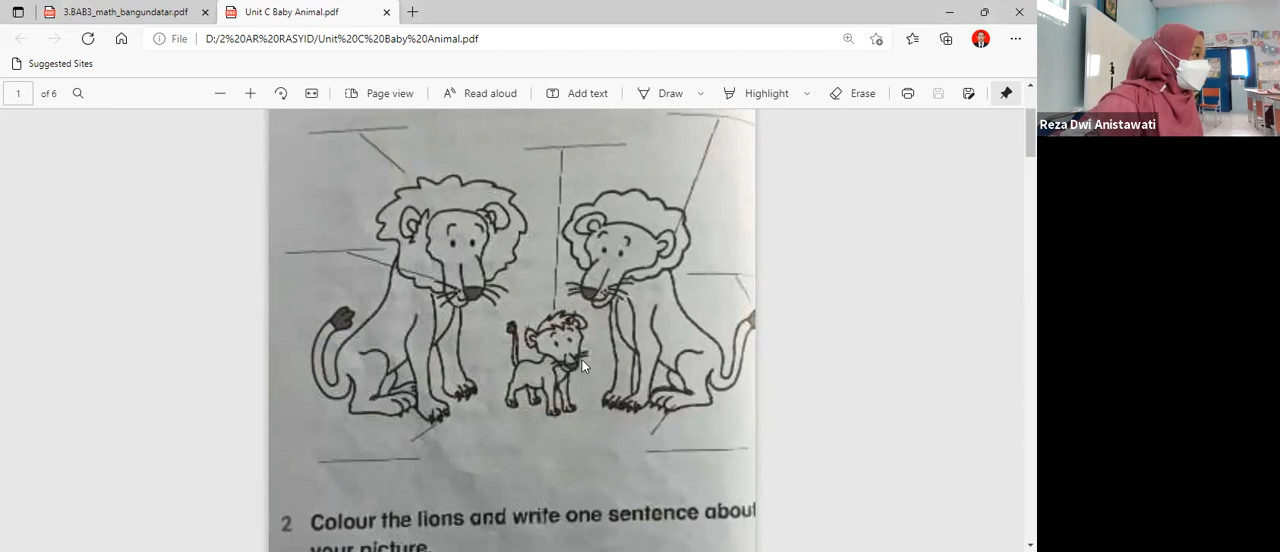 3.BAB3_math_bangundatar.pdf
Unit C Baby Animal.pdf
File
D:/2%20AR%20RASYID/Unit%20C%20Baby%20Animal.pdf
Suggested Sites
1 of 6
Page view
Read aloud
Add text
Draw
Highlight
Erase
Reza Dwi Anistawati
2 Colour the lions and write one sentence about
your picture.